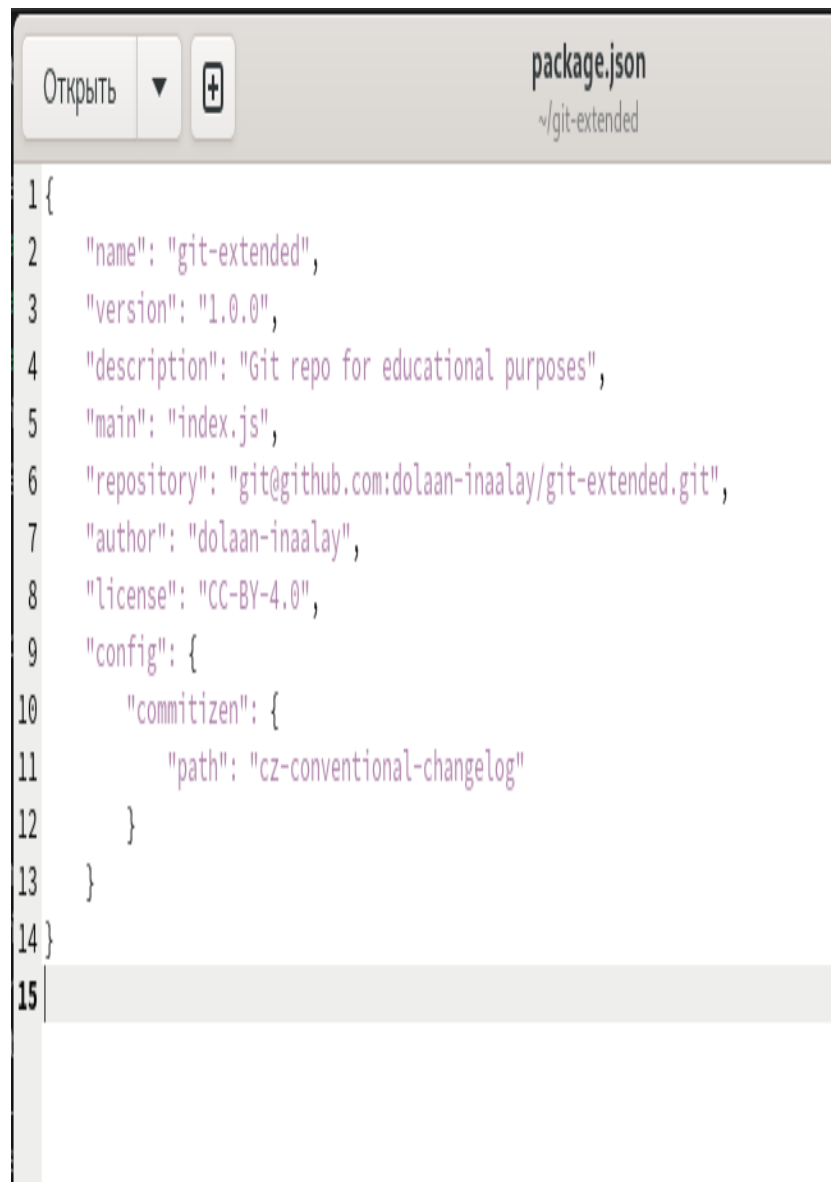 Открыть
package.json
~/git-extended
1 {
2     "name": "git-extended",
3     "version": "1.0.0",
4     "description": "Git repo for educational purposes",
5     "main": "index.js",
6     "repository": "git@github.com:dolaan-inaalay/git-extended.git",
7     "author": "dolaan-inaalay",
8     "license": "CC-BY-4.0",
9     "config": {
10         "commitizen": {
11             "path": "cz-conventional-changelog"
12         }
13     }
14 }
15